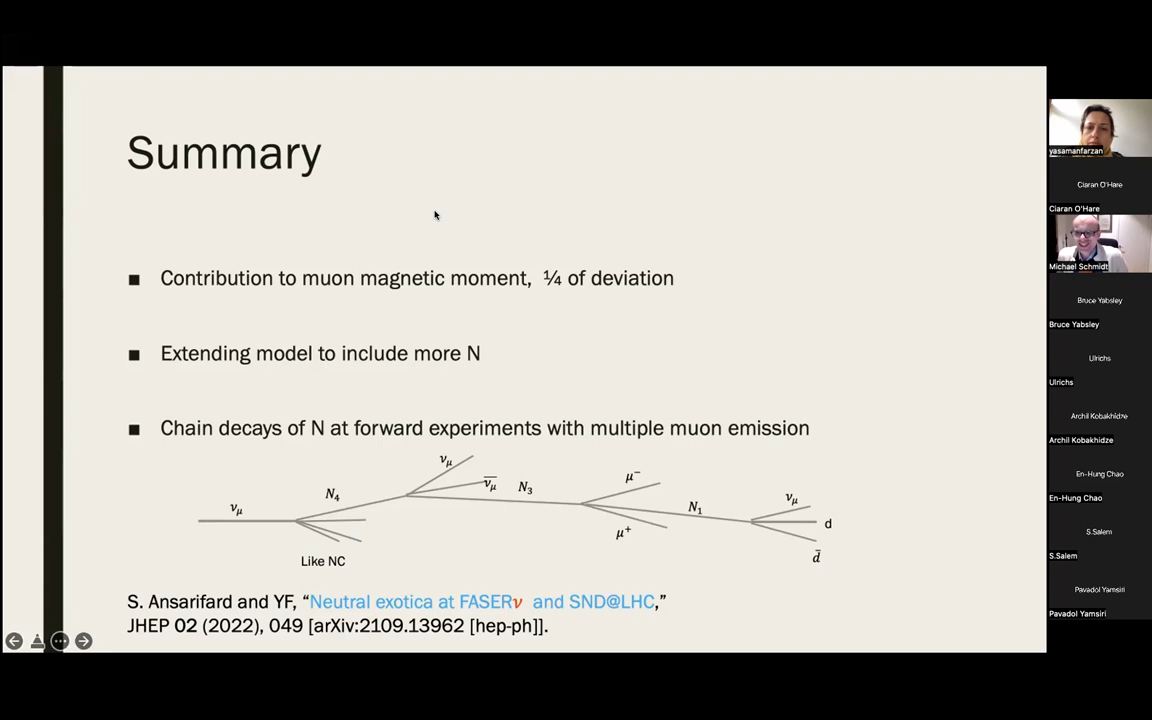 Summary
■ Contribution to muon magnetic moment, ¼ of deviation
■ Extending model to include more N
■ Chain decays of N at forward experiments with multiple muon emission
νμ
N4
νμ
ν̅μ
N3
μ−
μ+
N1
νμ
d
d̄
Like NC
S. Ansarifard and YF, “Neutral exotica at FASERν and SND@LHC,”
JHEP 02 (2022), 049 [arXiv:2109.13962 [hep-ph]].
yasamanfarzan
Ciaran O'Hare
Ciaran O'Hare
Michael Schmidt
Bruce Yabsley
Bruce Yabsley
Ulrichs
Ulrichs
Archil Kobakhidze
Archil Kobakhidze
En-Hung Chao
En-Hung Chao
S.Salem
S.Salem
Pavadol Yamsiri
Pavadol Yamsiri